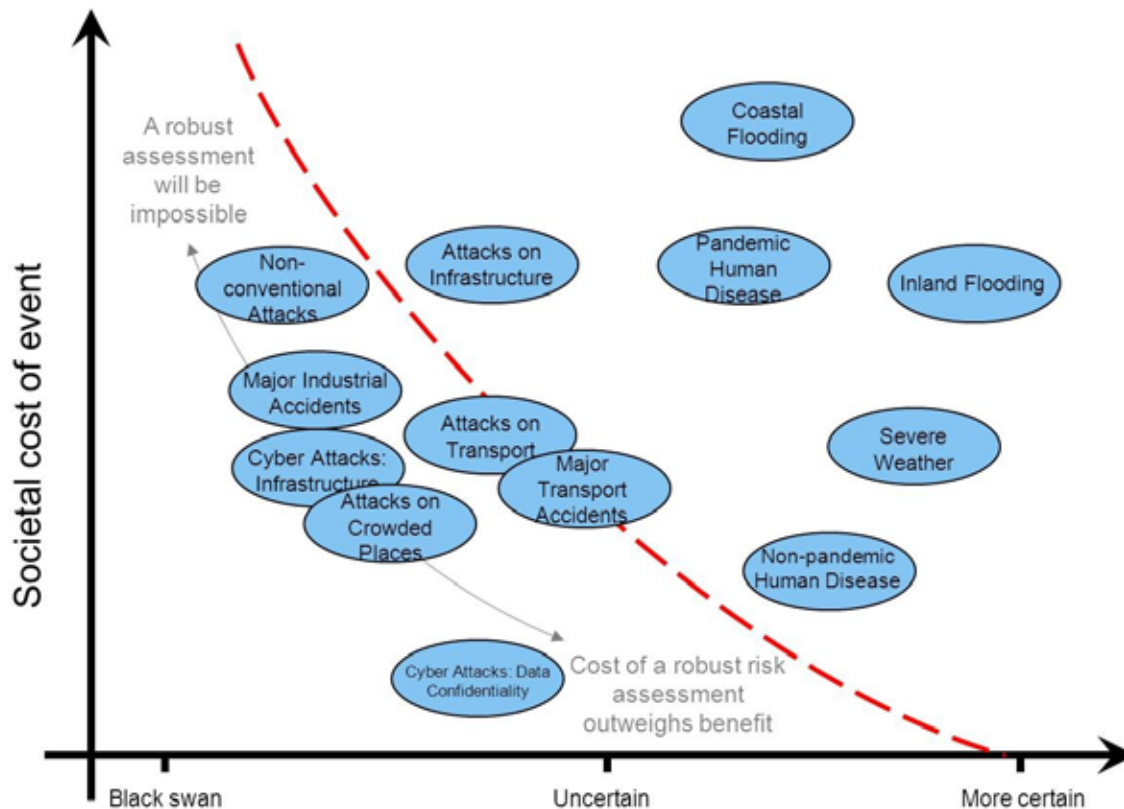 Coastal
Flooding
A robust
assessment
will be
impossible
Attacks on
Infrastructure
Pandemic
Human
Disease
Non-
conventional
Attacks
Inland Flooding
Major Industrial
Accidents
Attacks on
Transport
Severe
Weather
Cyber Attacks:
Infrastructure
Major
Transport
Accidents
Attacks on
Crowded
Places
Non-pandemic
Human Disease
Cyber Attacks: Data
Confidentiality
Cost of a robust risk
assessment
outweighs benefit
Societal cost of event
Black swan
Uncertain
More certain